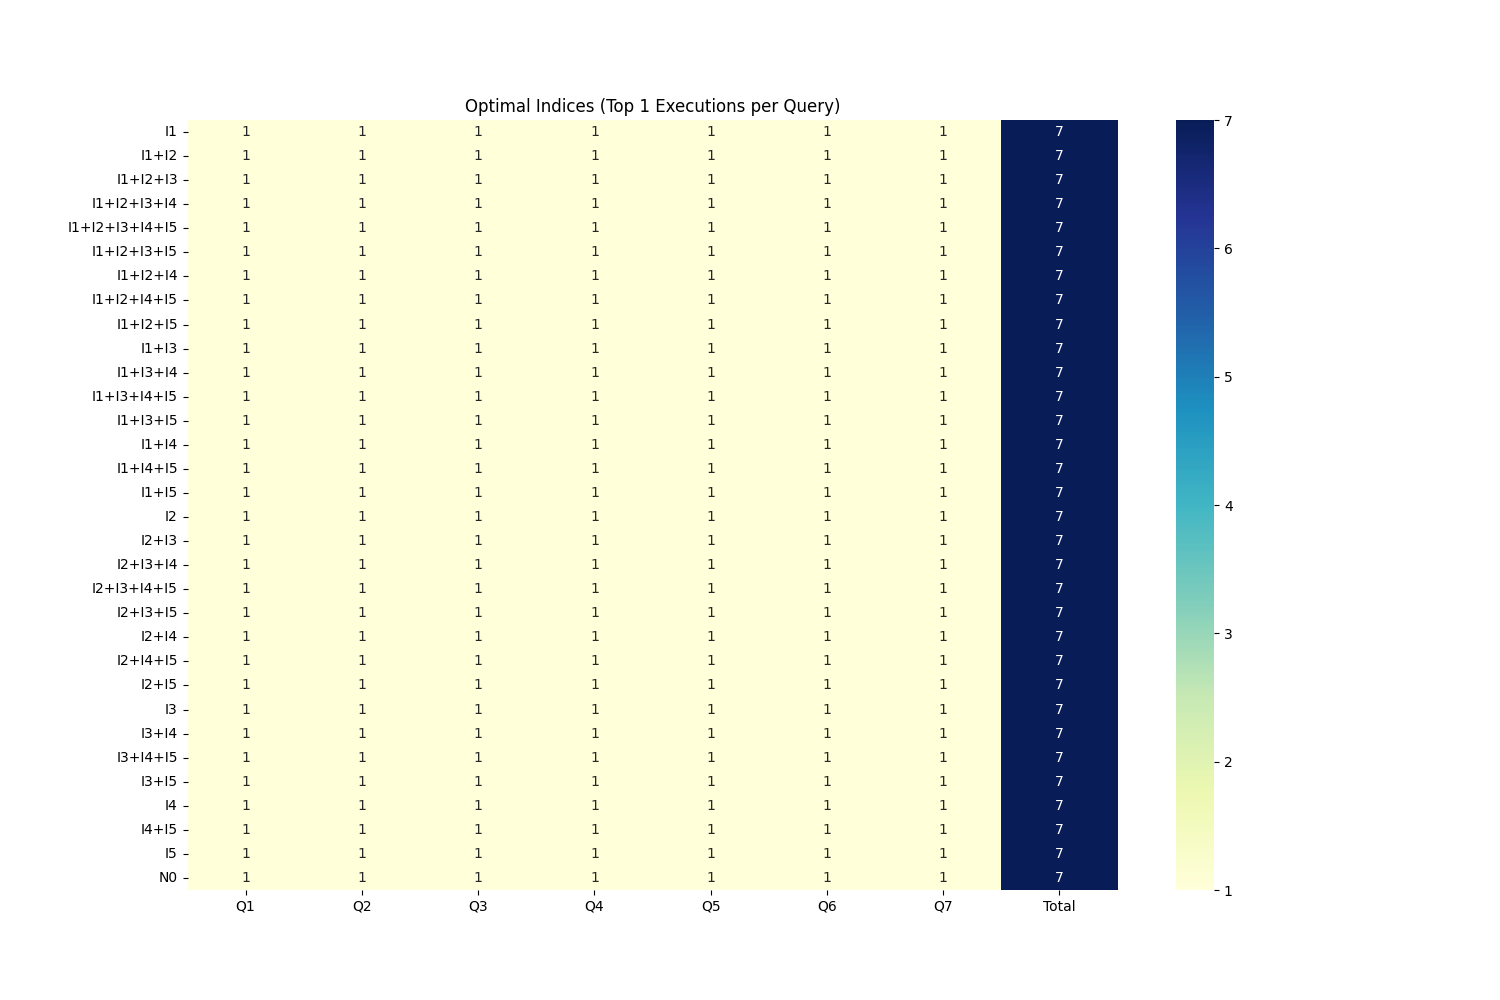 Optimal Indices (Top 1 Executions per Query)
I1 1 1 1 1 1 1 1 7
I1+I2 1 1 1 1 1 1 1 7
I1+I2+I3 1 1 1 1 1 1 1 7
I1+I2+I3+I4 1 1 1 1 1 1 1 7
I1+I2+I3+I4+I5 1 1 1 1 1 1 1 7
I1+I2+I3+I5 1 1 1 1 1 1 1 7
I1+I2+I4 1 1 1 1 1 1 1 7
I1+I2+I4+I5 1 1 1 1 1 1 1 7
I1+I2+I5 1 1 1 1 1 1 1 7
I1+I3 1 1 1 1 1 1 1 7
I1+I3+I4 1 1 1 1 1 1 1 7
I1+I3+I4+I5 1 1 1 1 1 1 1 7
I1+I3+I5 1 1 1 1 1 1 1 7
I1+I4 1 1 1 1 1 1 1 7
I1+I4+I5 1 1 1 1 1 1 1 7
I1+I5 1 1 1 1 1 1 1 7
I2 1 1 1 1 1 1 1 7
I2+I3 1 1 1 1 1 1 1 7
I2+I3+I4 1 1 1 1 1 1 1 7
I2+I3+I4+I5 1 1 1 1 1 1 1 7
I2+I3+I5 1 1 1 1 1 1 1 7
I2+I4 1 1 1 1 1 1 1 7
I2+I4+I5 1 1 1 1 1 1 1 7
I2+I5 1 1 1 1 1 1 1 7
I3 1 1 1 1 1 1 1 7
I3+I4 1 1 1 1 1 1 1 7
I3+I4+I5 1 1 1 1 1 1 1 7
I3+I5 1 1 1 1 1 1 1 7
I4 1 1 1 1 1 1 1 7
I4+I5 1 1 1 1 1 1 1 7
I5 1 1 1 1 1 1 1 7
N0 1 1 1 1 1 1 1 7
Q1 Q2 Q3 Q4 Q5 Q6 Q7 Total
7
6
5
4
3
2
1